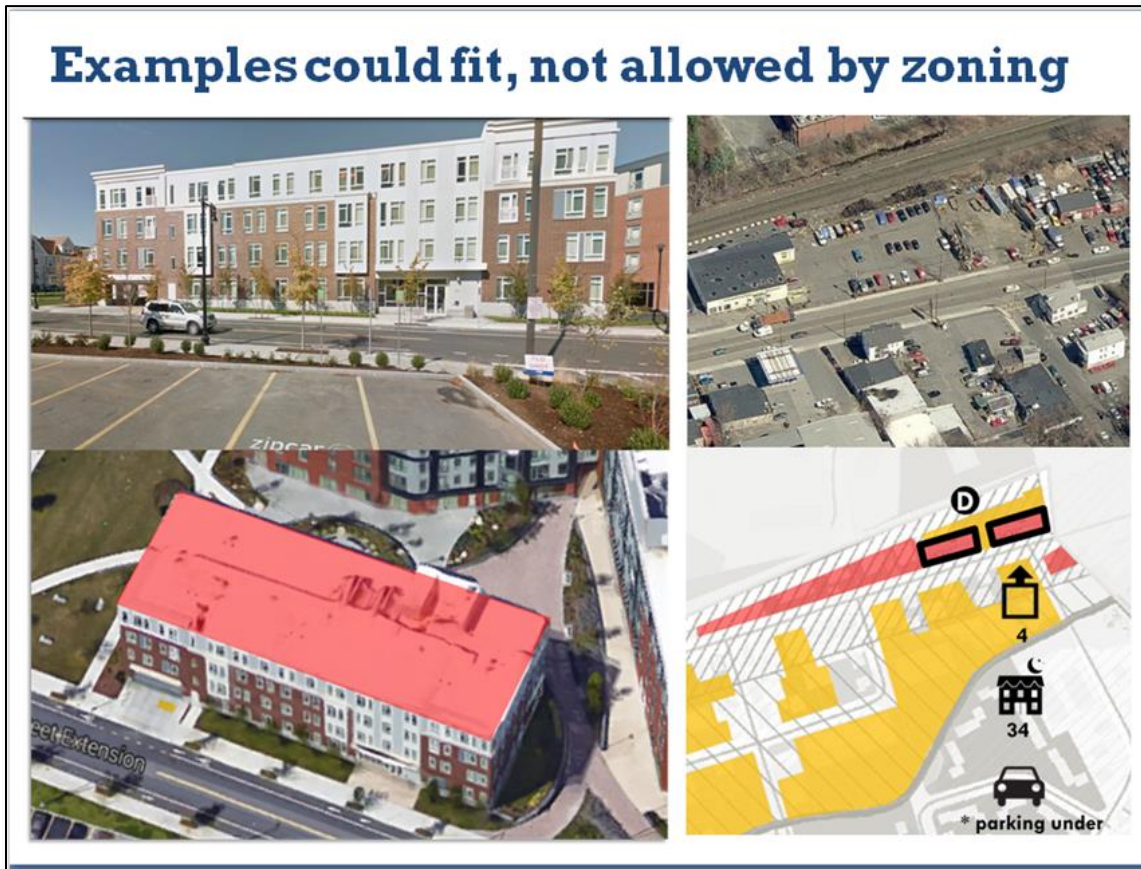 Examples could fit, not allowed by zoning
zipcar
eet Extension
D
4
34
* parking under